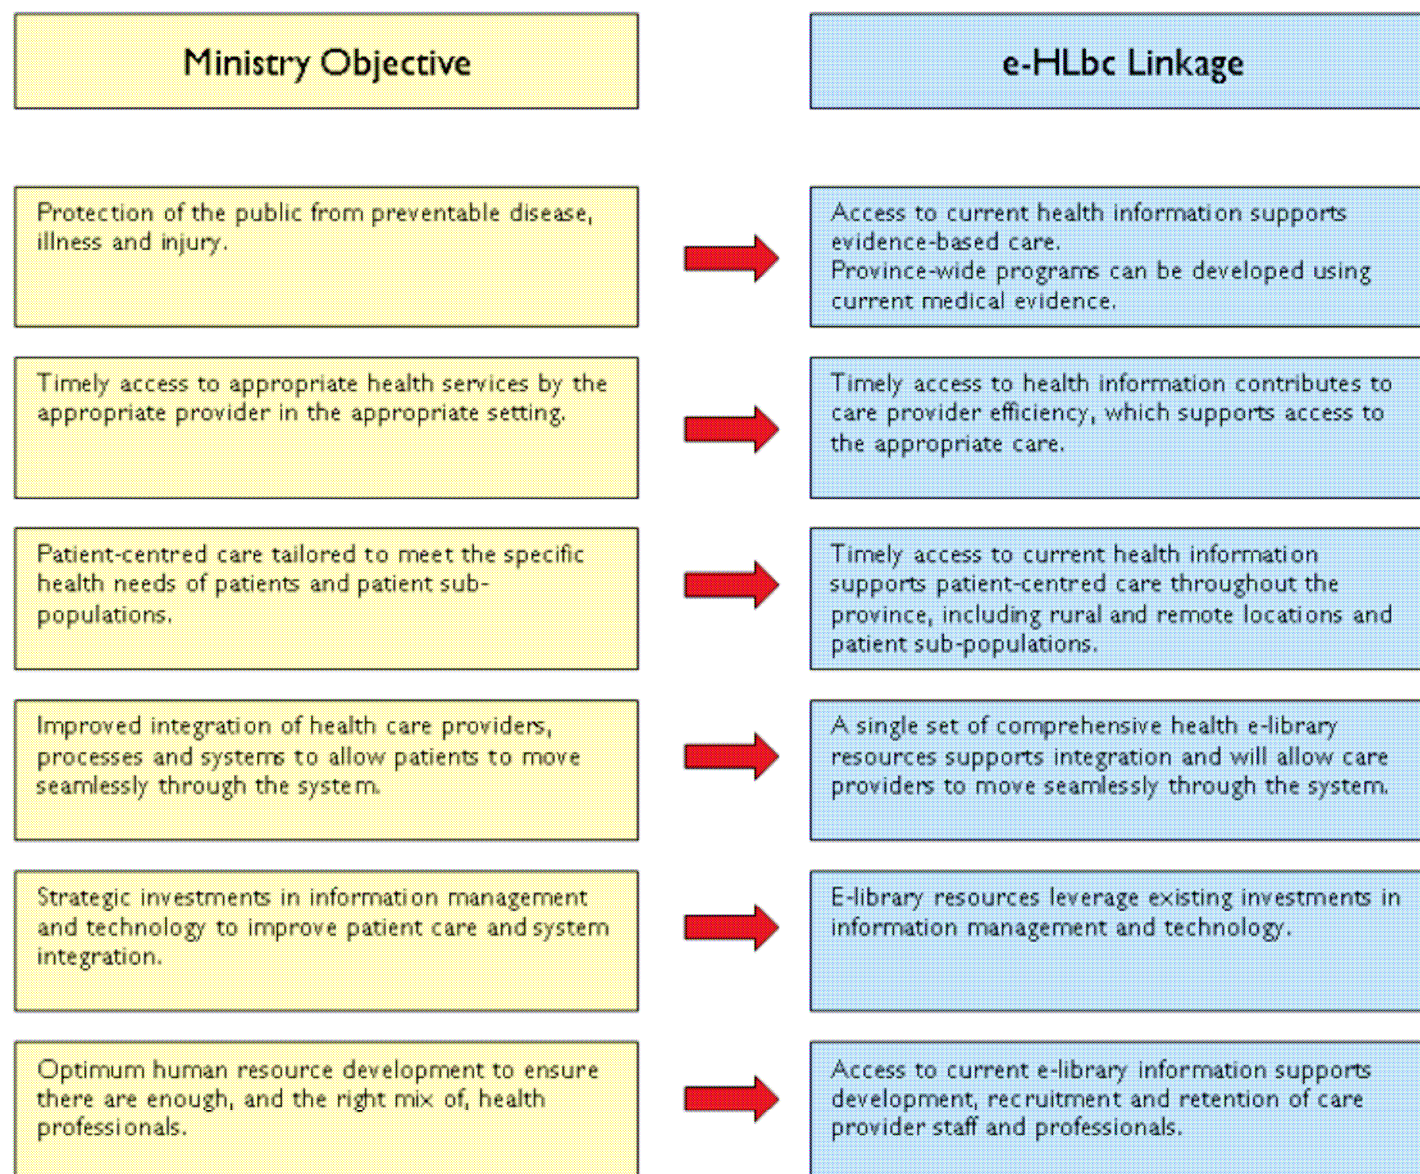 Ministry Objective
e-HLbc Linkage
Protection of the public from preventable disease,
illness and injury.
Access to current health information supports
evidence-based care.
Province-wide programs can be developed using
current medical evidence.
Timely access to appropriate health services by the
appropriate provider in the appropriate setting.
Timely access to health information contributes to
care provider efficiency, which supports access to
the appropriate care.
Patient-centred care tailored to meet the specific
health needs of patients and patient sub-
populations.
Timely access to current health information
supports patient-centred care throughout the
province, including rural and remote locations and
patient sub-populations.
Improved integration of health care providers,
processes and systems to allow patients to move
seamlessly through the system.
A single set of comprehensive health e-library
resources supports integration and will allow care
providers to move seamlessly through the system.
Strategic investments in information management
and technology to improve patient care and system
integration.
E-library resources leverage existing investments in
information management and technology.
Optimum human resource development to ensure
there are enough, and the right mix of, health
professionals.
Access to current e-library information supports
development, recruitment and retention of care
provider staff and professionals.